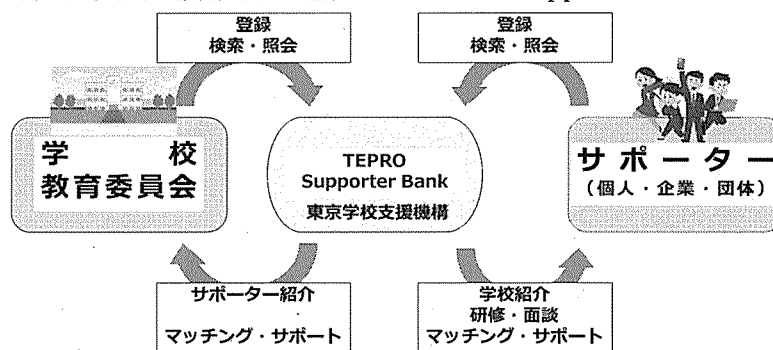 登録
検索・照会
登録
検索・照会
学校
教育委員会
TEPRO
Supporter Bank
東京学校支援機構
サポーター
（個人・企業・団体）
サポーター紹介
マッチング・サポート
学校紹介
研修・面談
マッチング・サポート